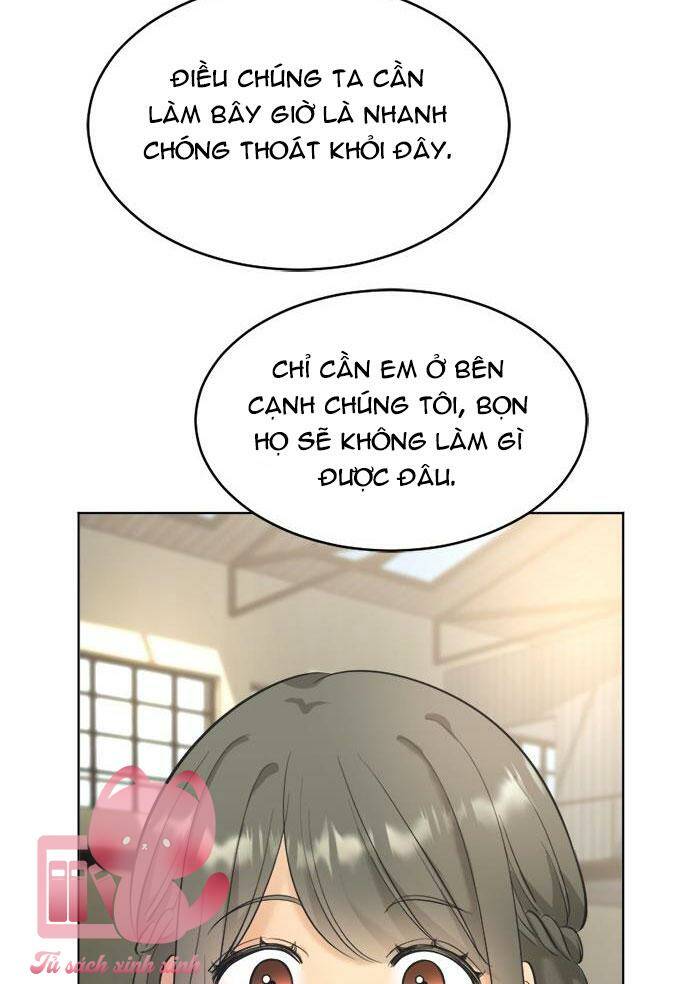 ĐIỀU CHÚNG TA CẦN
LÀM BÂY GIỜ LÀ NHANH
CHÓNG THOÁT KHỎI ĐÂY.
CHỈ CẦN EM Ở BÊN
CẠNH CHÚNG TÔI, BỌN
HỌ SẼ KHÔNG LÀM GÌ
ĐƯỢC ĐÂU.
Tủ sách xinh xinh